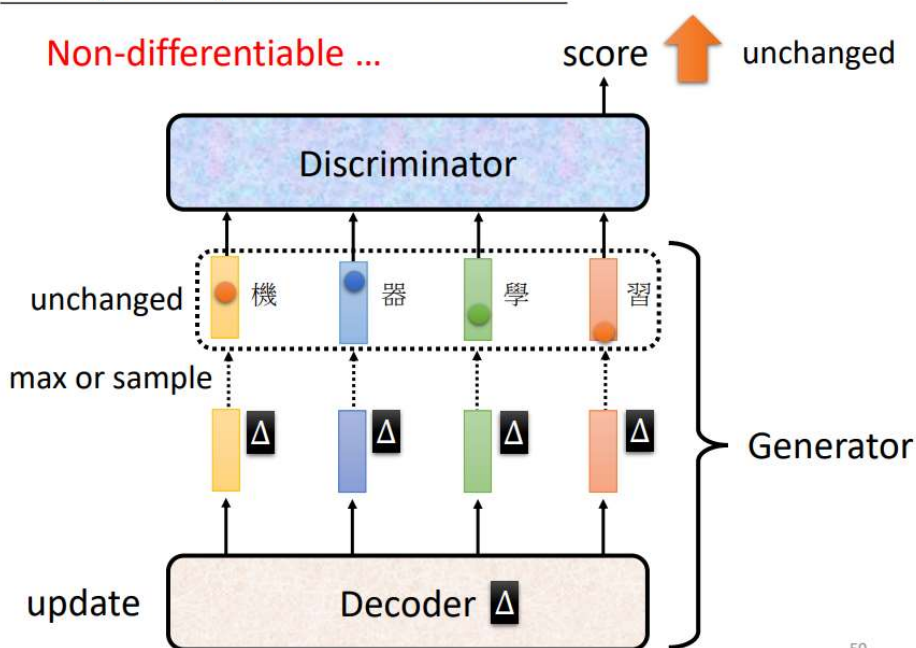 Non-differentiable ...
score
unchanged
Discriminator
unchanged
機 器 學 習
max or sample
Δ Δ Δ Δ
Generator
update
Decoder Δ